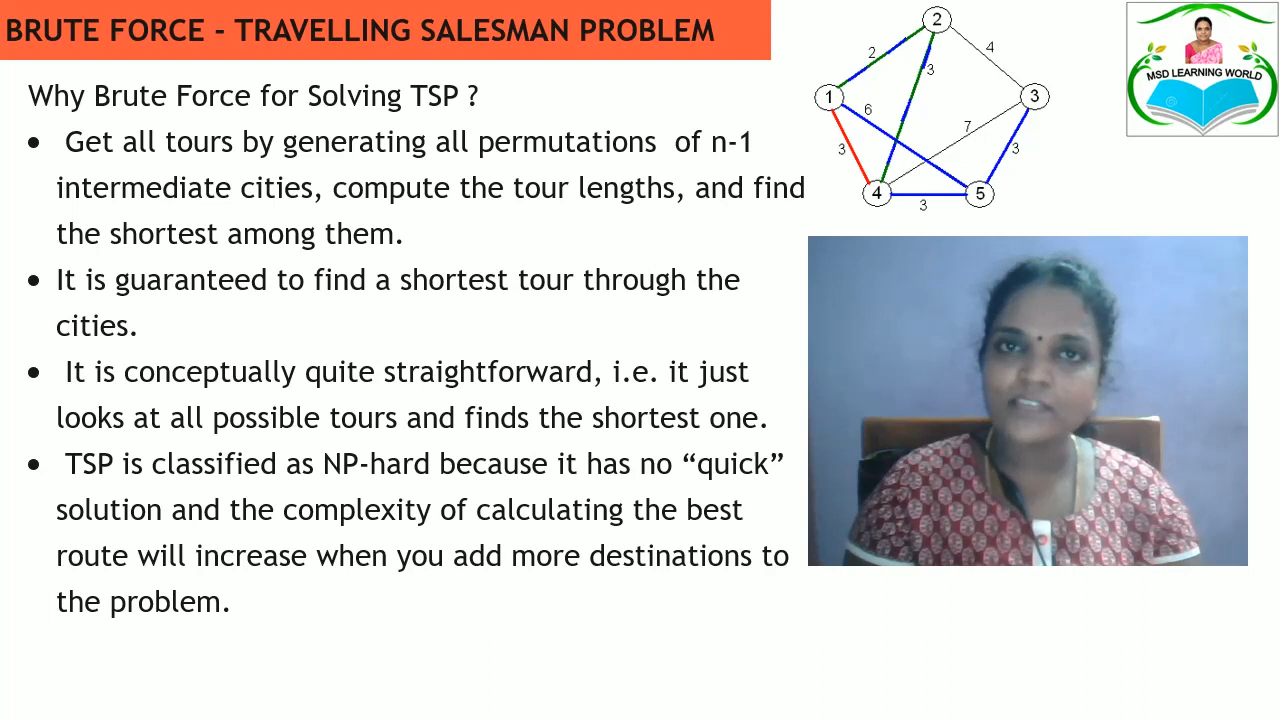 BRUTE FORCE - TRAVELLING SALESMAN PROBLEM
Why Brute Force for Solving TSP ?
• Get all tours by generating all permutations of n-1
intermediate cities, compute the tour lengths, and find
the shortest among them.
• It is guaranteed to find a shortest tour through the
cities.
• It is conceptually quite straightforward, i.e. it just
looks at all possible tours and finds the shortest one.
• TSP is classified as NP-hard because it has no “quick”
solution and the complexity of calculating the best
route will increase when you add more destinations to
the problem.
2
2
4
3
1
6
3
7
3
3
4
5
3
MSD LEARNING WORLD